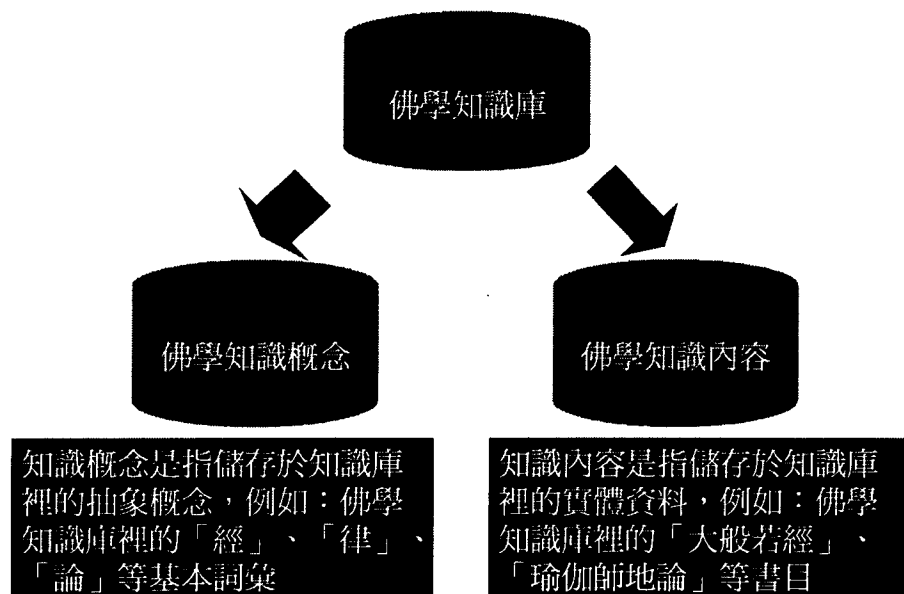 佛學知識庫
佛學知識概念
佛學知識內容
知識概念是指儲存於知識庫
裡的抽象概念，例如：佛學
知識庫裡的「經」、「律」、
「論」等基本詞彙
知識內容是指儲存於知識庫
裡的實體資料，例如：佛學
知識庫裡的「大般若經」、
「瑜伽師地論」等書目